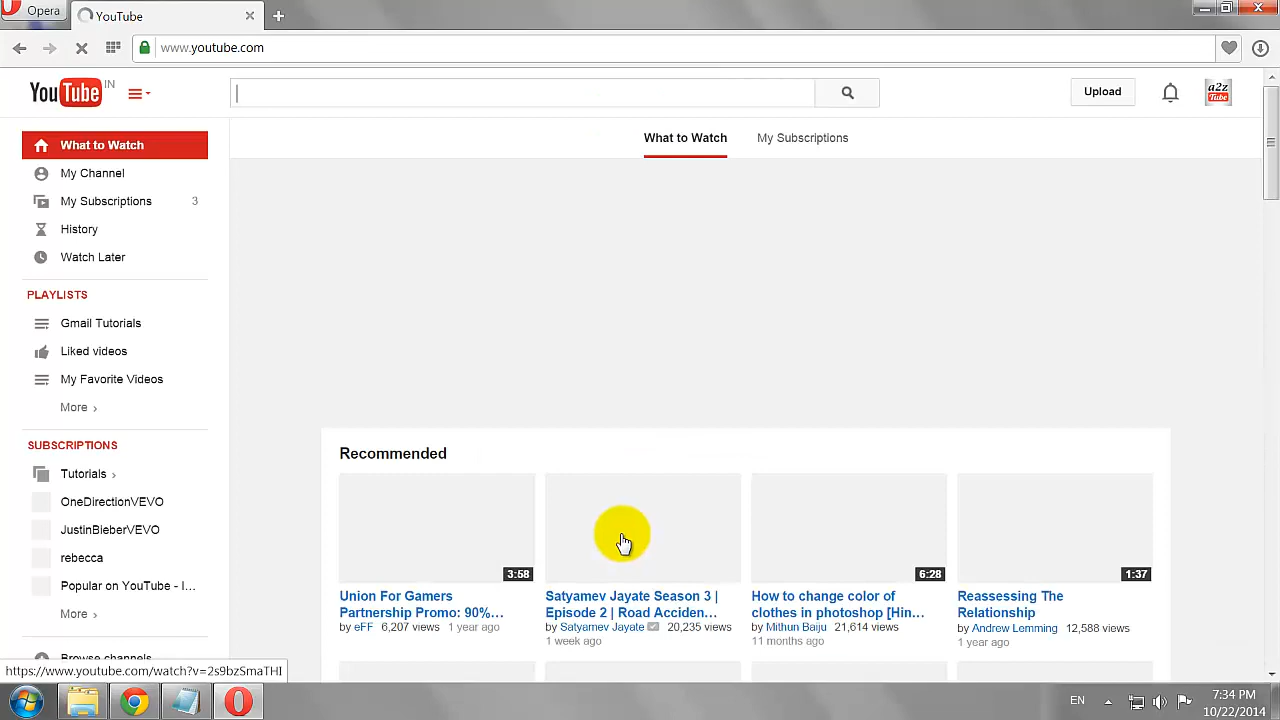 Opera
YouTube
www.youtube.com
YouTube IN
Upload
a2z
Tube
What to Watch
My Subscriptions
What to Watch
My Channel
My Subscriptions 3
History
Watch Later
PLAYLISTS
Gmail Tutorials
Liked videos
My Favorite Videos
More ›
SUBSCRIPTIONS
Tutorials ›
OneDirectionVEVO
JustinBieberVEVO
rebecca
Popular on YouTube - I...
More ›
Browse channels
Recommended
3:58
6:28
1:37
Union For Gamers
Partnership Promo: 90%...
by eFF 6,207 views 1 year ago
Satyamev Jayate Season 3 |
Episode 2 | Road Acciden...
by Satyamev Jayate 20,235 views
1 week ago
How to change color of
clothes in photoshop [Hin...
by Mithun Baiju 21,614 views
11 months ago
Reassessing The
Relationship
by Andrew Lemming 12,588 views
1 year ago
https://www.youtube.com/watch?v=2s9bzSmaTHI
EN
7:34 PM
10/22/2014